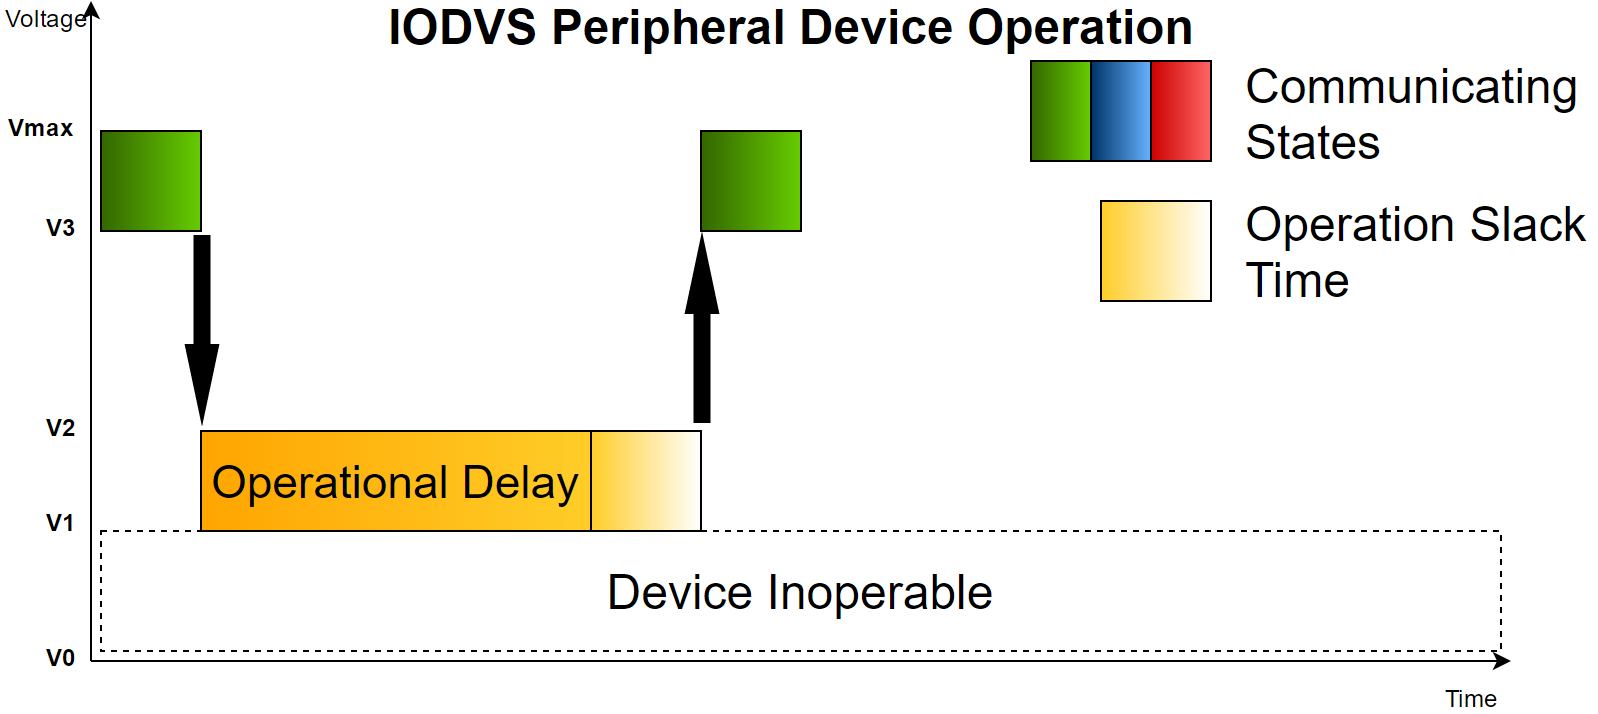 IODVS Peripheral Device Operation
Voltage
Communicating
States
Vmax
Operation Slack
Time
V3
V2
Operational Delay
V1
Device Inoperable
V0
Time